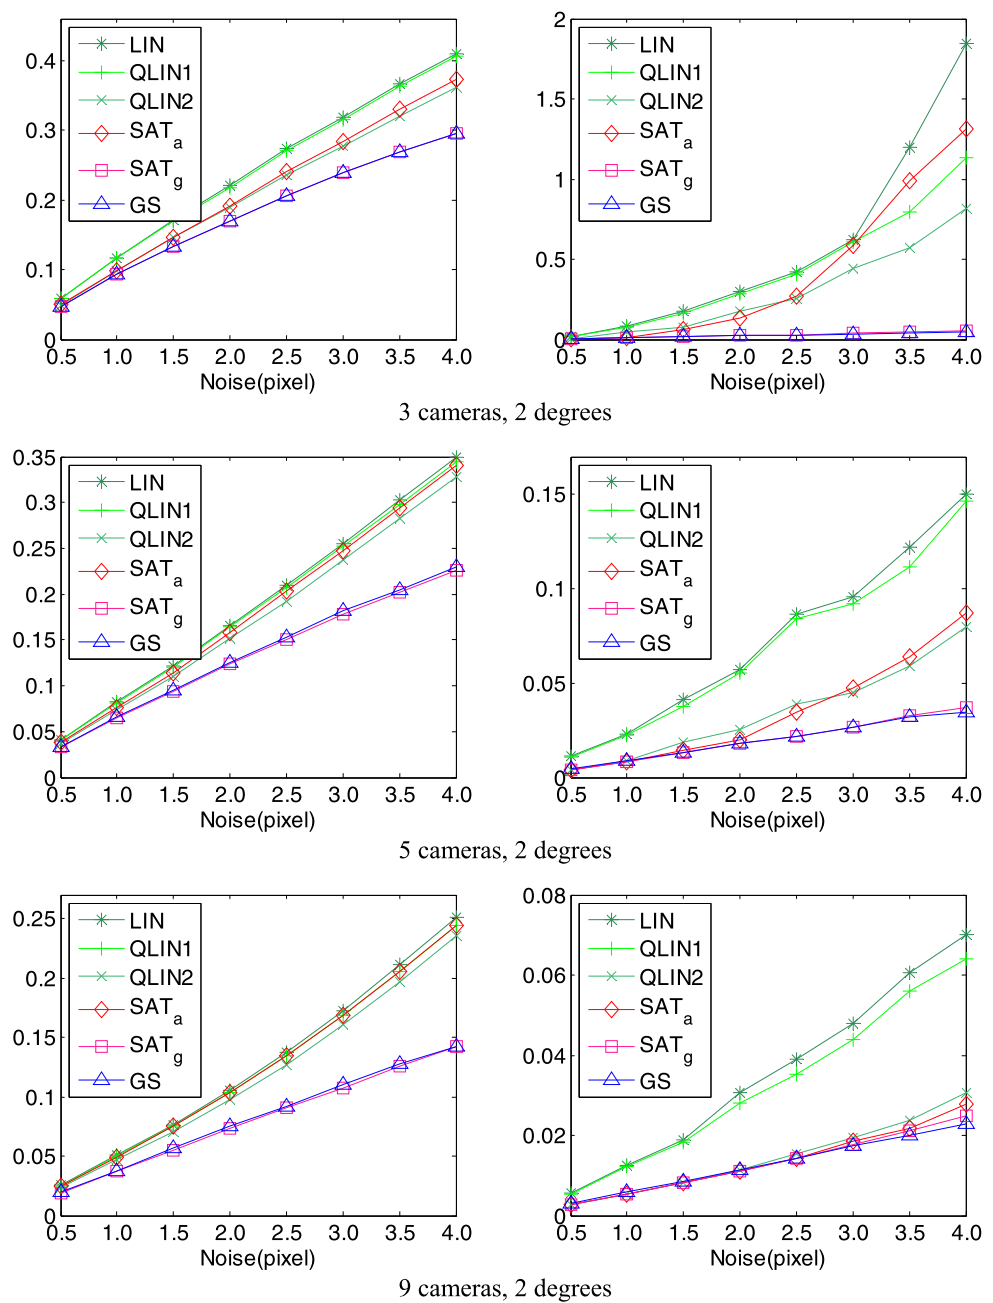 0.4
0.3
0.2
0.1
0
LIN
QLIN1
QLIN2
SATa
SATg
GS
0.5 1.0 1.5 2.0 2.5 3.0 3.5 4.0
Noise(pixel)
2
1.5
1
0.5
0
LIN
QLIN1
QLIN2
SATa
SATg
GS
0.5 1.0 1.5 2.0 2.5 3.0 3.5 4.0
Noise(pixel)
3 cameras, 2 degrees
0.35
0.3
0.25
0.2
0.15
0.1
0.05
0
LIN
QLIN1
QLIN2
SATa
SATg
GS
0.5 1.0 1.5 2.0 2.5 3.0 3.5 4.0
Noise(pixel)
0.15
0.1
0.05
0
LIN
QLIN1
QLIN2
SATa
SATg
GS
0.5 1.0 1.5 2.0 2.5 3.0 3.5 4.0
Noise(pixel)
5 cameras, 2 degrees
0.25
0.2
0.15
0.1
0.05
0
LIN
QLIN1
QLIN2
SATa
SATg
GS
0.5 1.0 1.5 2.0 2.5 3.0 3.5 4.0
Noise(pixel)
0.08
0.06
0.04
0.02
0
LIN
QLIN1
QLIN2
SATa
SATg
GS
0.5 1.0 1.5 2.0 2.5 3.0 3.5 4.0
Noise(pixel)
9 cameras, 2 degrees